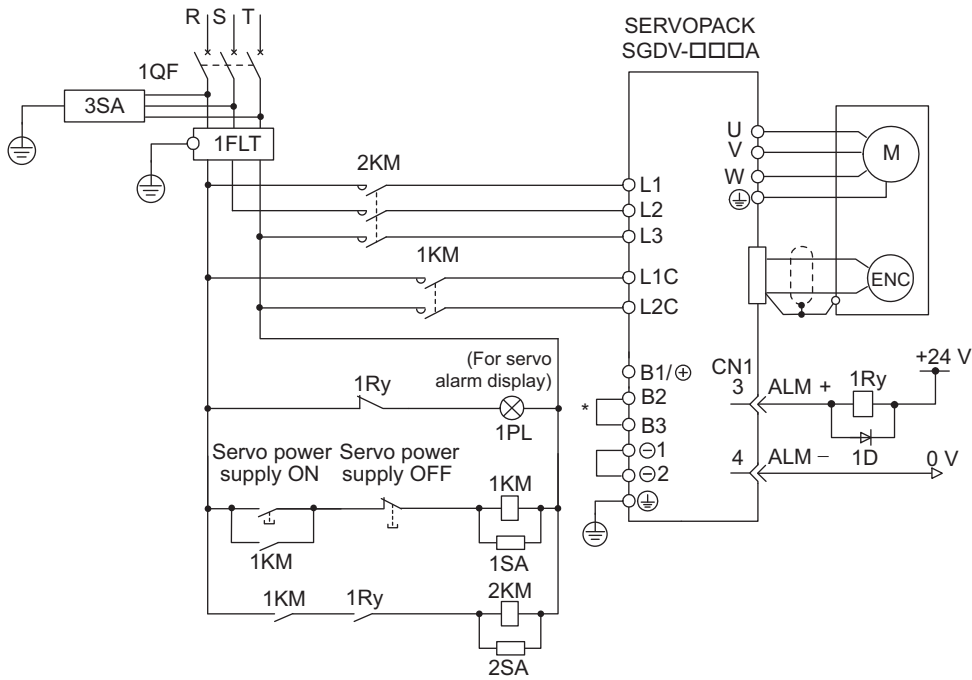 R S T
SERVOPACK
SGDV-□□□A
1QF
3SA
1FLT
2KM
1KM
L1
L2
L3
L1C
L2C
U
V
W
M
ENC
(For servo
alarm display)
1Ry
1PL
B1/⊕
B2
B3
*
⊖1
⊖2
CN1
3
ALM +
1Ry
+24 V
1D
4
ALM −
0 V
Servo power
supply ON
Servo power
supply OFF
1KM
1KM
1SA
1KM
1Ry
2KM
2SA